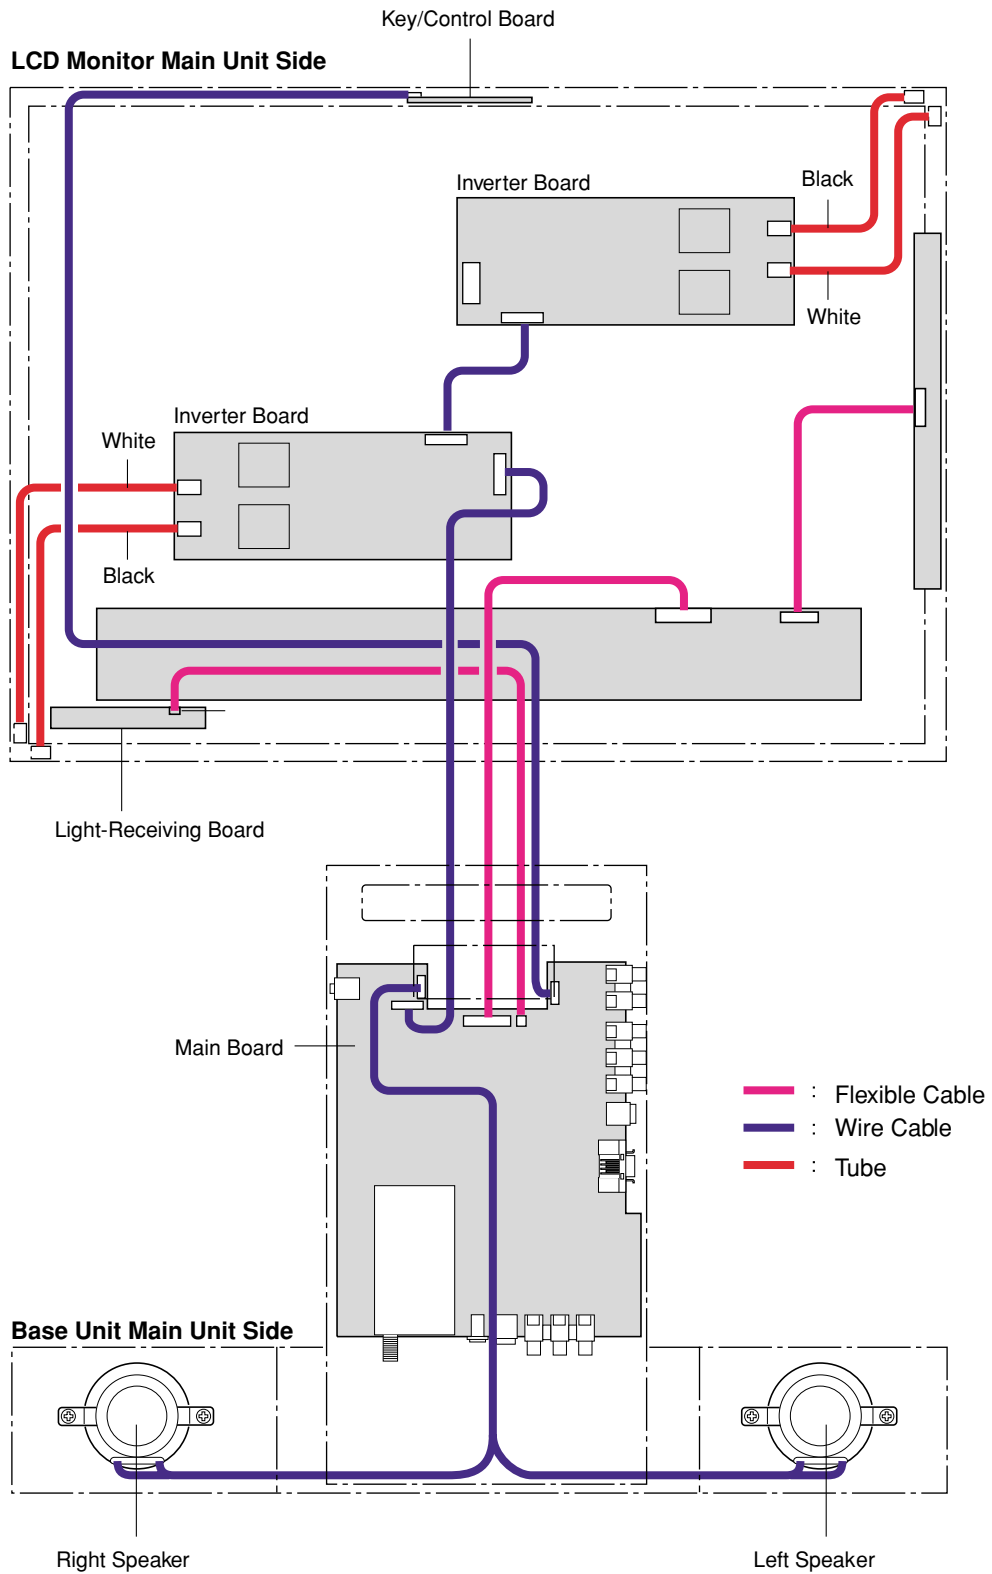 Key/Control Board
LCD Monitor Main Unit Side
Inverter Board
Black
White
Inverter Board
White
Black
Light-Receiving Board
Main Board
: Flexible Cable
: Wire Cable
: Tube
Base Unit Main Unit Side
Right Speaker
Left Speaker